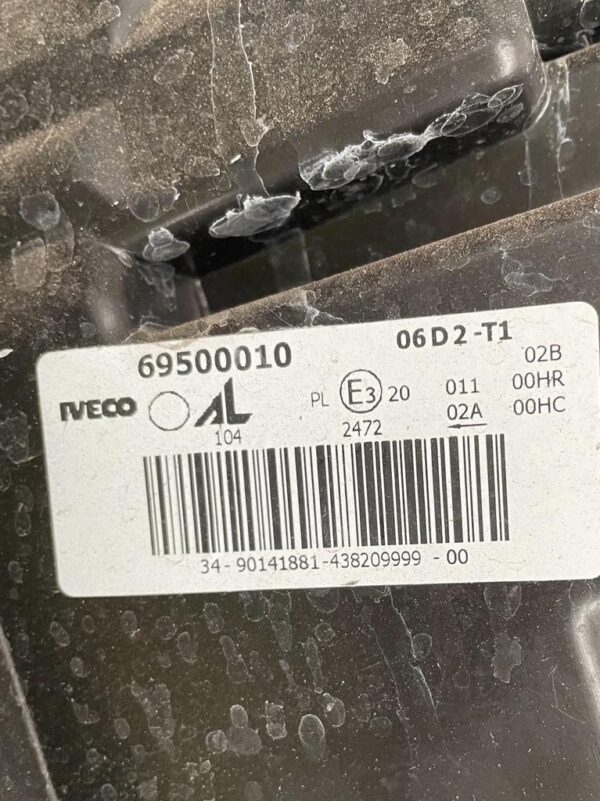 69500010
06D2-T1
IVECO
AL
104
PL
E3
20
2472
011
02A
02B
00HR
00HC
34-90141881-438209999-00